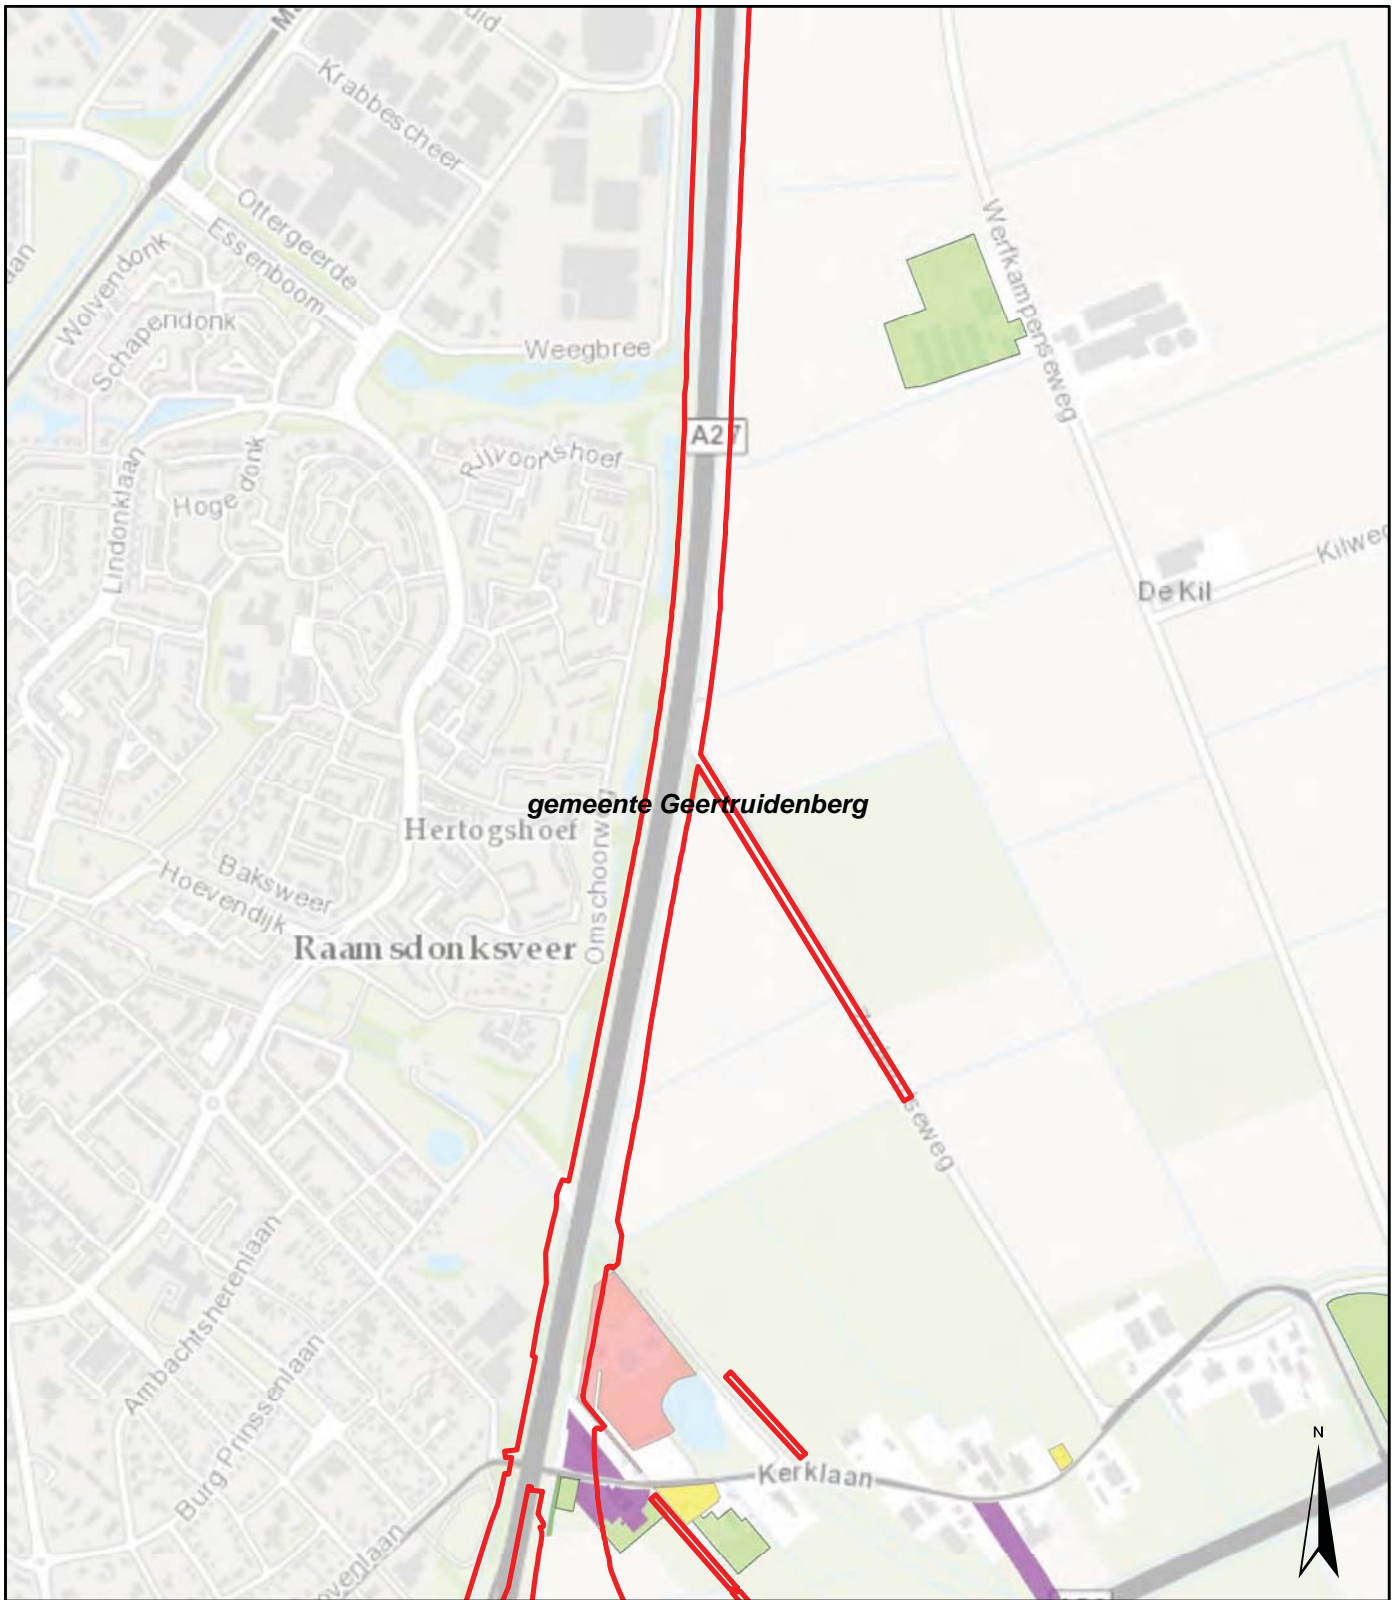 Krabbescheer
Ottergeerde
Essenboom
Wolvendonk
Schapendonk
Weegbree
Werfkampenseweg
A27
Rijvoortshoef
Hoge donk
Lindonklaan
Kilweg
De Kil
gemeente Geertruidenberg
Hertogshoef
Omschoorweg
Baksweer
Hoevendijk
Raamsdonksveer
seweg
Ambachtsherenlaan
Burg Prinssenlaan
Kerklaan
N